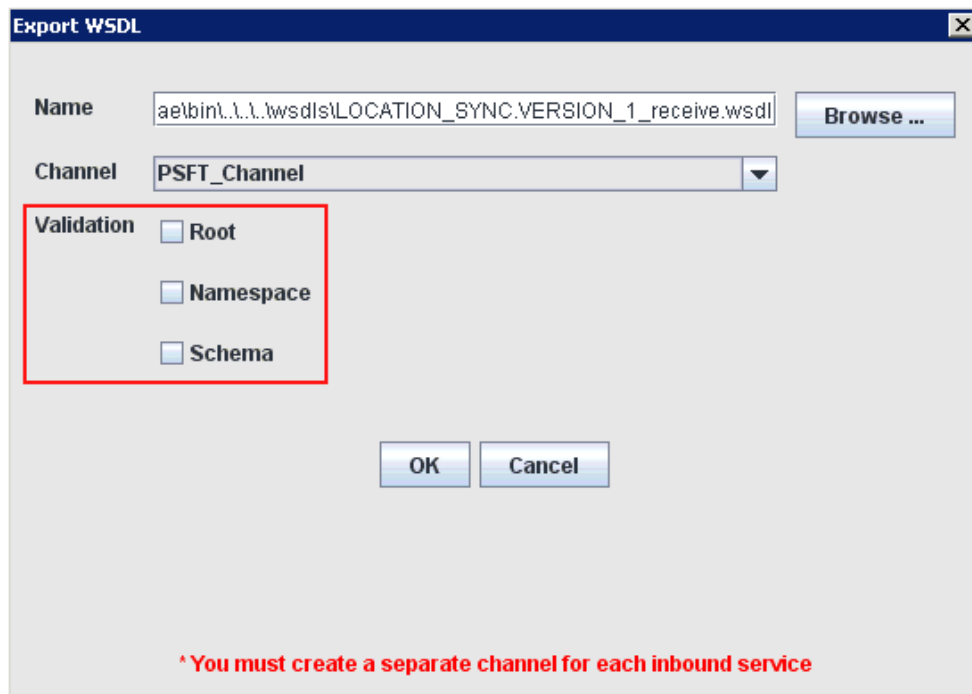 Export WSDL
Name
ae\bin\..\..\..\wsdls\LOCATION_SYNC.VERSION_1_receive.wsdl
Browse ...
Channel
PSFT_Channel
Validation
Root
Namespace
Schema
OK
Cancel
* You must create a separate channel for each inbound service